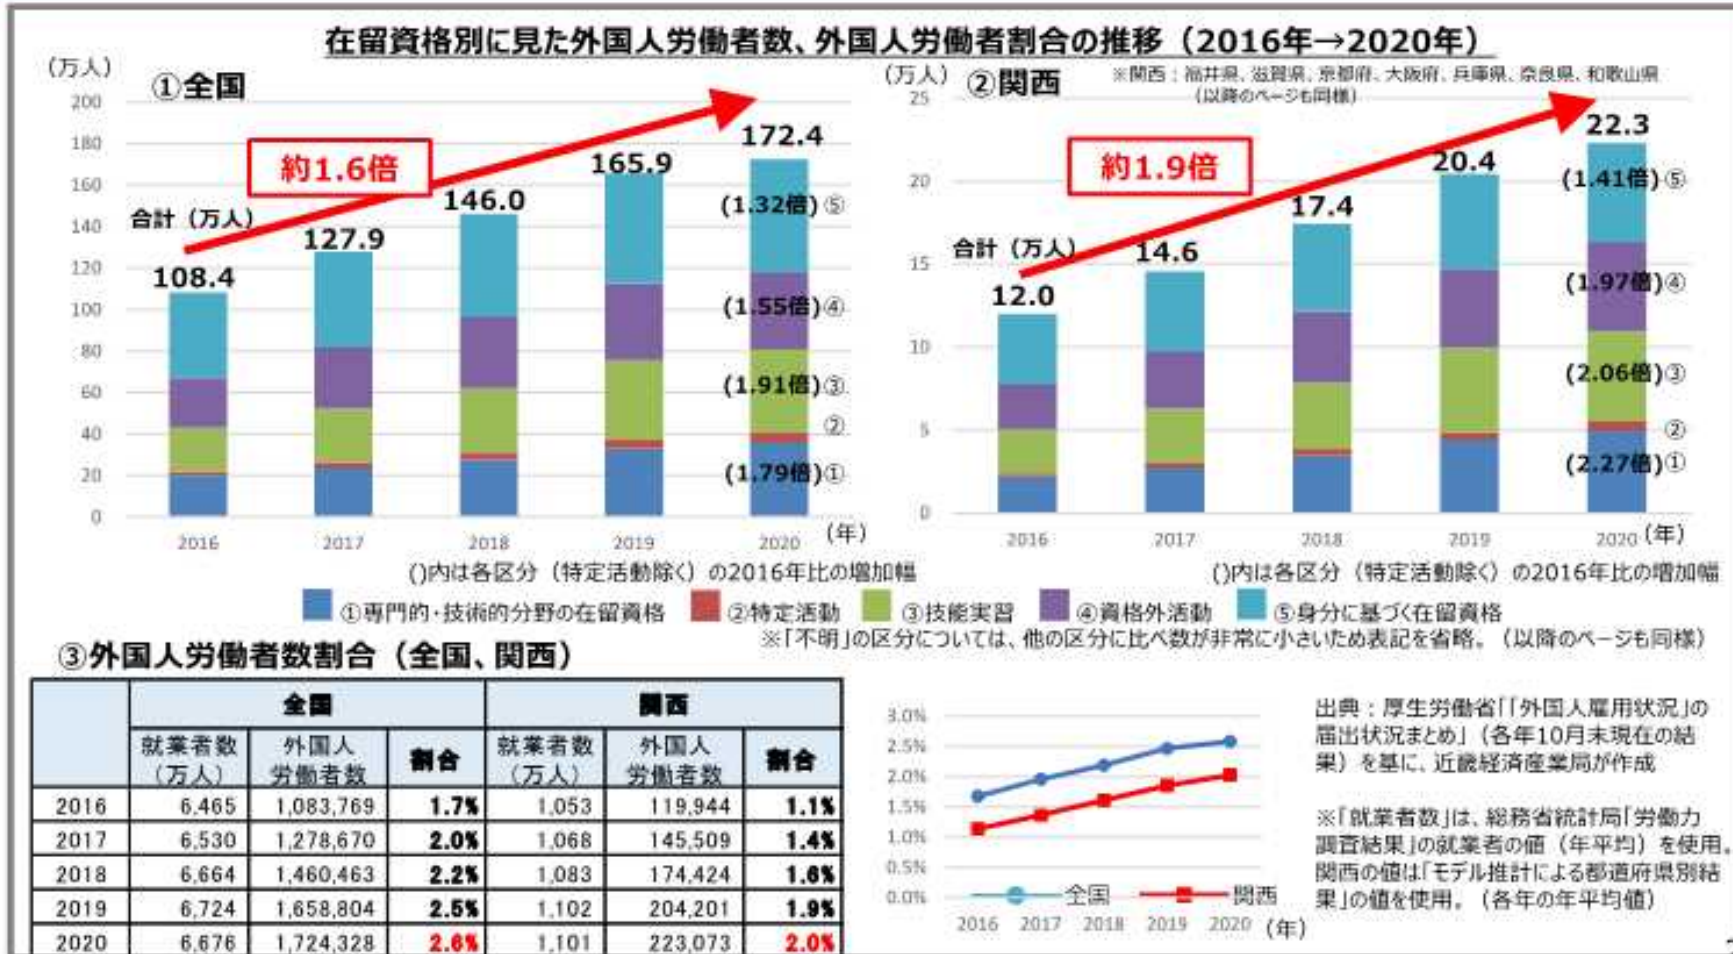 在留資格別に見た外国人労働者数、外国人労働者割合の推移（2016年→2020年）
（万人）
①全国
200
180
160
140
120
100
80
60
40
20
0
約1.6倍
合計（万人）
108.4
127.9
146.0
165.9
172.4
(1.32倍)⑤
(1.55倍)④
(1.91倍)③
②
(1.79倍)①
2016
2017
2018
2019
2020
（年）
()内は各区分（特定活動除く）の2016年比の増加幅
（万人）
②関西
※関西：福井県、滋賀県、京都府、大阪府、兵庫県、奈良県、和歌山県
（以降のページも同様）
25
20
15
10
5
0
約1.9倍
合計（万人）
12.0
14.6
17.4
20.4
22.3
(1.41倍)⑤
(1.97倍)④
(2.06倍)③
②
(2.27倍)①
2016
2017
2018
2019
2020
（年）
()内は各区分（特定活動除く）の2016年比の増加幅
①専門的・技術的分野の在留資格 ②特定活動 ③技能実習 ④資格外活動 ⑤身分に基づく在留資格
※「不明」の区分については、他の区分に比べ数が非常に小さいため表記を省略。（以降のページも同様）
③外国人労働者数割合（全国、関西）
全国 関西
就業者数（万人） 外国人労働者数 割合 就業者数（万人） 外国人労働者数 割合
2016 6,465 1,083,769 1.7% 1,053 119,944 1.1%
2017 6,530 1,278,670 2.0% 1,068 145,509 1.4%
2018 6,664 1,460,463 2.2% 1,083 174,424 1.6%
2019 6,724 1,658,804 2.5% 1,102 204,201 1.9%
2020 6,676 1,724,328 2.6% 1,101 223,073 2.0%
3.0%
2.5%
2.0%
1.5%
1.0%
0.5%
0.0%
全国 関西
2016 2017 2018 2019 2020 （年）
出典：厚生労働省「「外国人雇用状況」の
届出状況まとめ」（各年10月末現在の結
果）を基に、近畿経済産業局が作成
※「就業者数」は、総務省統計局「労働力
調査結果」の就業者の値（年平均）を使用。
関西の値は「モデル推計による都道府県別結
果」の値を使用。（各年の年平均値）